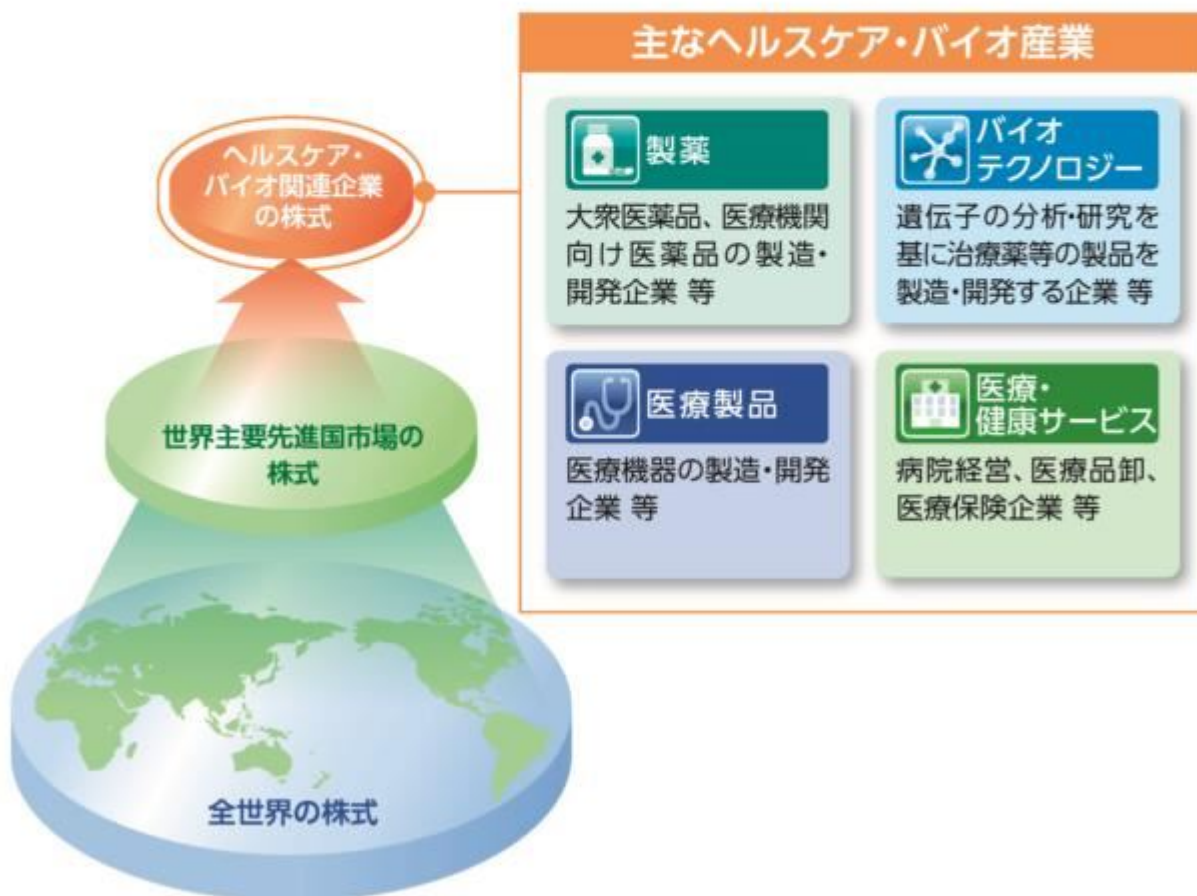 主なヘルスケア・バイオ産業
ヘルスケア・
バイオ関連企業
の株式
製薬
大衆医薬品、医療機関
向け医薬品の製造・
開発企業 等
バイオ
テクノロジー
遺伝子の分析・研究を
基に治療薬等の製品を
製造・開発する企業 等
医療製品
医療機器の製造・開発
企業 等
医療・
健康サービス
病院経営、医療品卸、
医療保険企業 等
世界主要先進国市場の
株式
全世界の株式